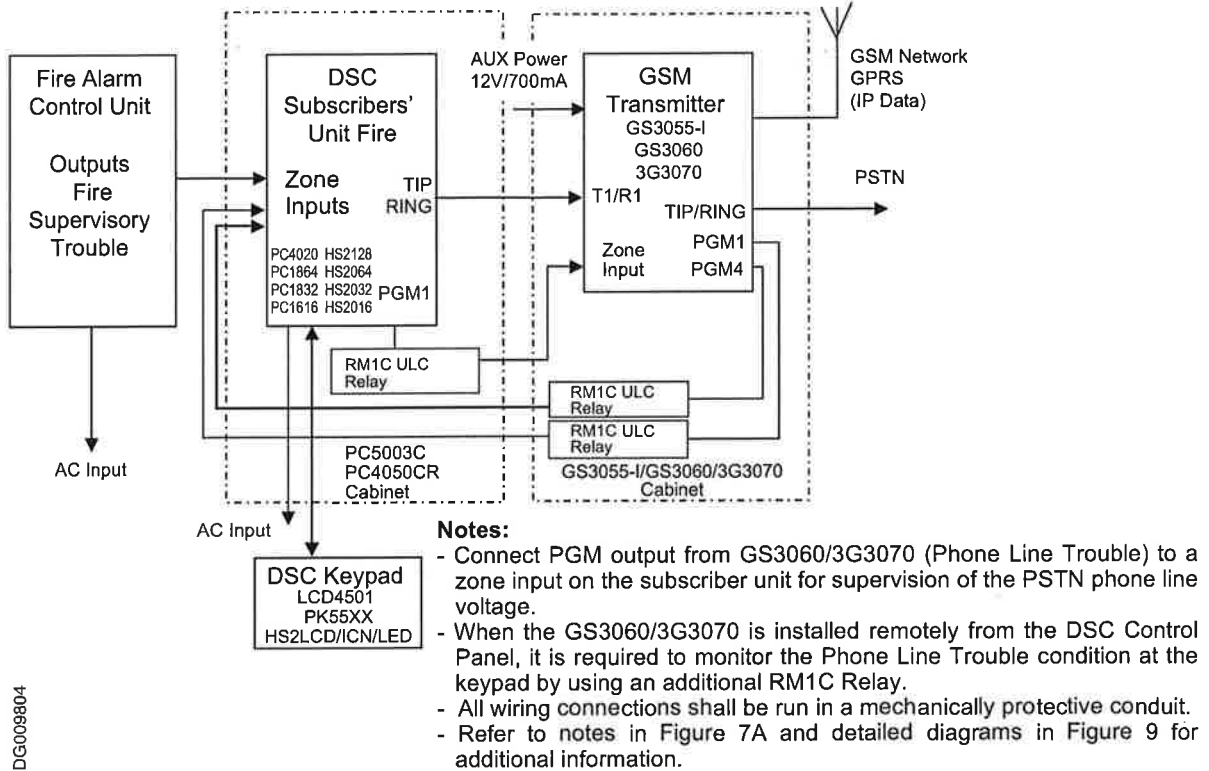 Fire Alarm
Control Unit
Outputs
Fire
Supervisory
Trouble
AC Input
DSC
Subscribers'
Unit Fire
Zone
Inputs
TIP
RING
PC4020 HS2128
PC1864 HS2064
PC1832 HS2032
PC1616 HS2016
PGM1
RM1C ULC
Relay
PC5003C
PC4050CR
Cabinet
AC Input
DSC Keypad
LCD4501
PK55XX
HS2LCD/ICN/LED
AUX Power
12V/700mA
GSM
Transmitter
GS3055-I
GS3060
3G3070
T1/R1
TIP/RING
Zone
Input
PGM1
PGM4
RM1C ULC
Relay
RM1C ULC
Relay
GS3055-I/GS3060/3G3070
Cabinet
GSM Network
GPRS
(IP Data)
PSTN
Notes:
- Connect PGM output from GS3060/3G3070 (Phone Line Trouble) to a
zone input on the subscriber unit for supervision of the PSTN phone line
voltage.
- When the GS3060/3G3070 is installed remotely from the DSC Control
Panel, it is required to monitor the Phone Line Trouble condition at the
keypad by using an additional RM1C Relay.
- All wiring connections shall be run in a mechanically protective conduit.
- Refer to notes in Figure 7A and detailed diagrams in Figure 9 for
additional information.
DG009804